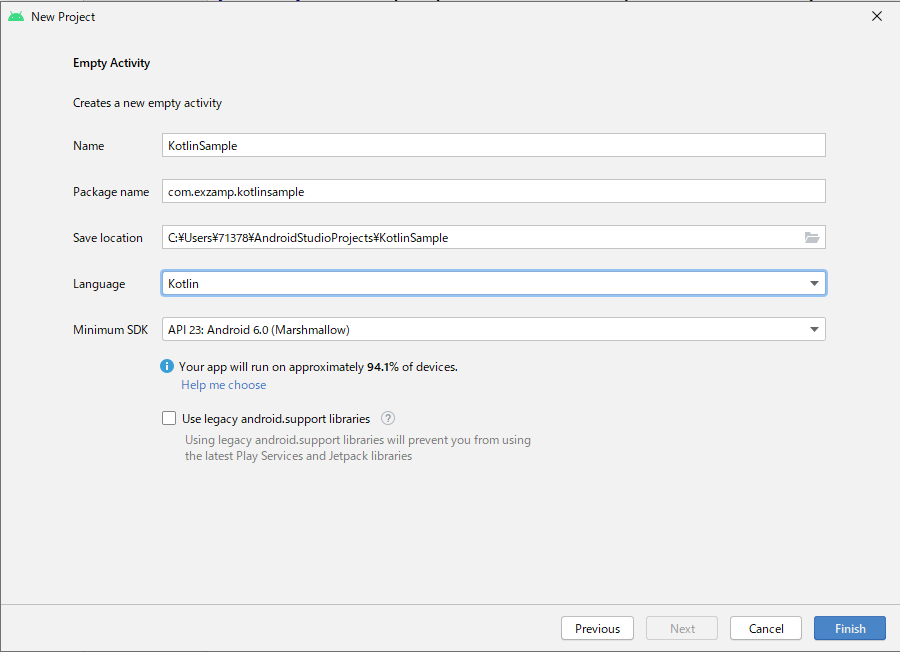 New Project
Empty Activity
Creates a new empty activity
Name KotlinSample
Package name com.exzamp.kotlinsample
Save location C:¥Users¥71378¥AndroidStudioProjects¥KotlinSample
Language Kotlin
Minimum SDK API 23: Android 6.0 (Marshmallow)
i Your app will run on approximately 94.1% of devices.
Help me choose
Use legacy android.support libraries ?
Using legacy android.support libraries will prevent you from using
the latest Play Services and Jetpack libraries
Previous Next Cancel Finish